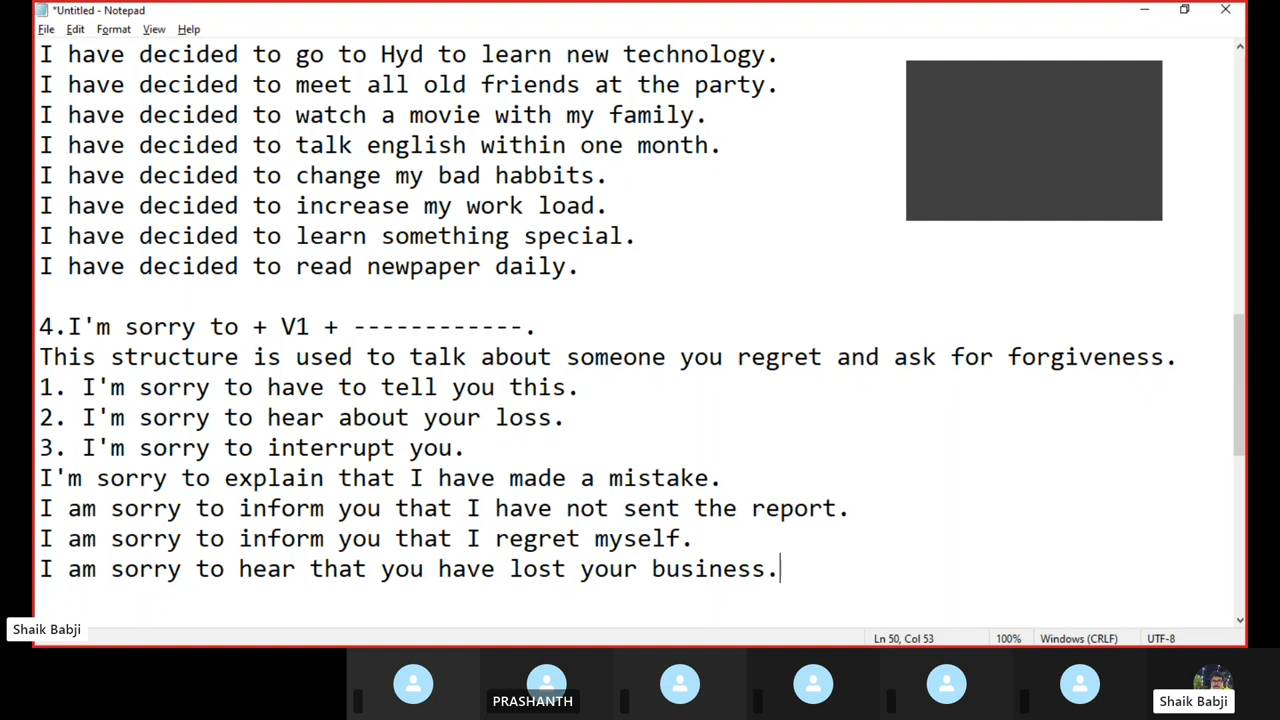 *Untitled - Notepad
File Edit Format View Help
I have decided to go to Hyd to learn new technology.
I have decided to meet all old friends at the party.
I have decided to watch a movie with my family.
I have decided to talk english within one month.
I have decided to change my bad habbits.
I have decided to increase my work load.
I have decided to learn something special.
I have decided to read newpaper daily.
4.I'm sorry to + V1 + ------------.
This structure is used to talk about someone you regret and ask for forgiveness.
1. I'm sorry to have to tell you this.
2. I'm sorry to hear about your loss.
3. I'm sorry to interrupt you.
I'm sorry to explain that I have made a mistake.
I am sorry to inform you that I have not sent the report.
I am sorry to inform you that I regret myself.
I am sorry to hear that you have lost your business.
Shaik Babji
Ln 50, Col 53 100% Windows (CRLF) UTF-8
PRASHANTH
Shaik Babji